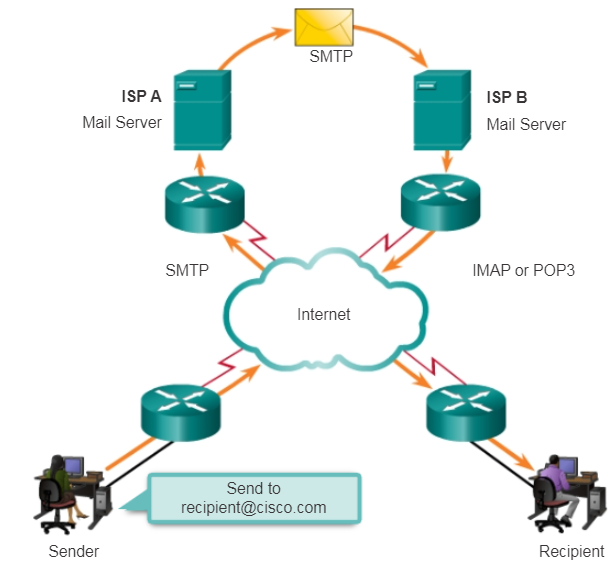 SMTP
ISP A
Mail Server
ISP B
Mail Server
SMTP
IMAP or POP3
Internet
Send to
recipient@cisco.com
Sender
Recipient